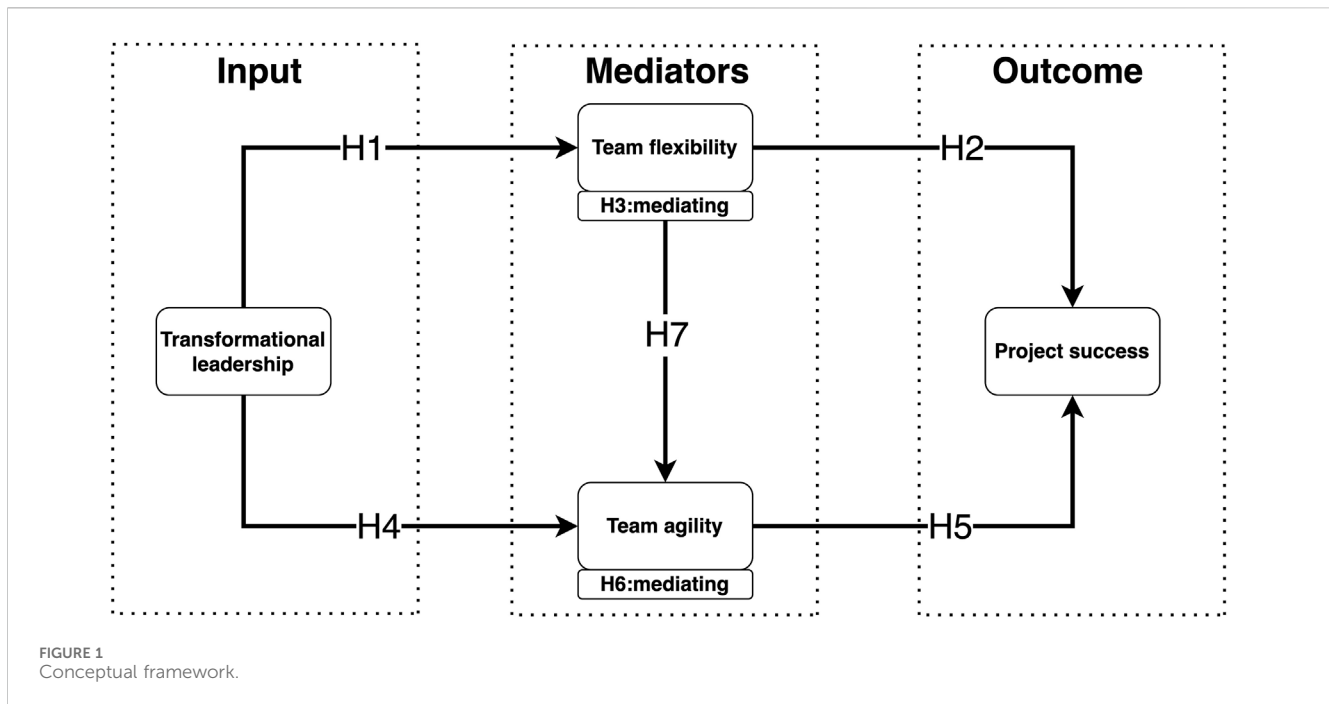 Input
Mediators
Outcome
H1
Team flexibility
H2
H3:mediating
Transformational
leadership
H7
Project success
H4
Team agility
H5
H6:mediating
FIGURE 1
Conceptual framework.